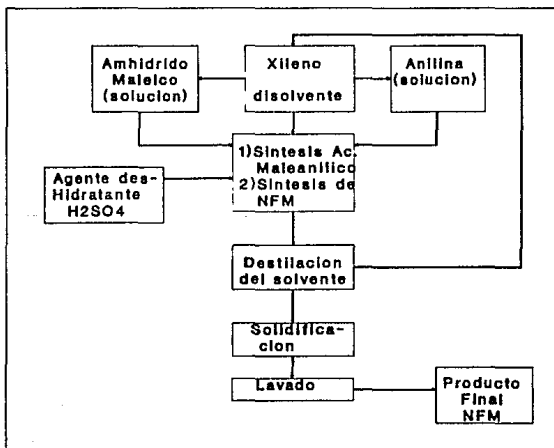 Amhidrido
Maleico
(solucion)
Xileno
disolvente
Anilina
(solucion)
1)Sintesis Ac.
Maleanilico
2)Sintesis de
NFM
Agente des-
Hidratante
H2SO4
Destilacion
del solvente
Solidifica-
cion
Lavado
Producto
Final
NFM